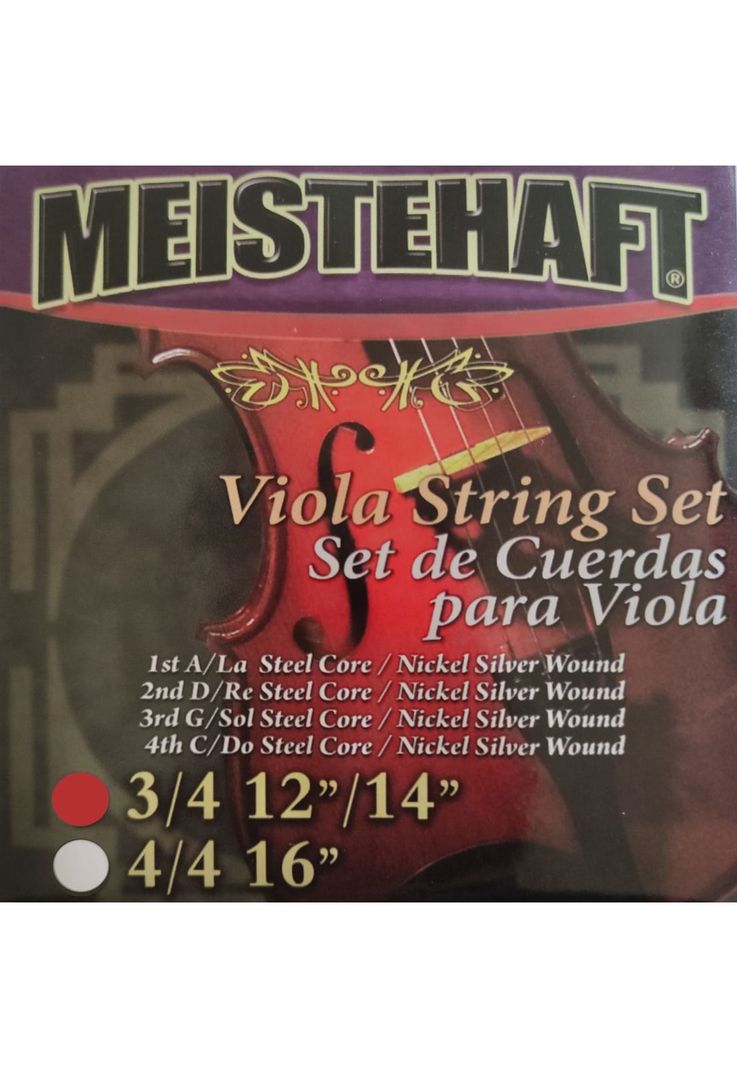 MEISTEHAFT®
Viola String Set
Set de Cuerdas
para Viola
1st A/La Steel Core / Nickel Silver Wound
2nd D/Re Steel Core / Nickel Silver Wound
3rd G/Sol Steel Core / Nickel Silver Wound
4th C/Do Steel Core / Nickel Silver Wound
3/4 12”/14”
4/4 16”